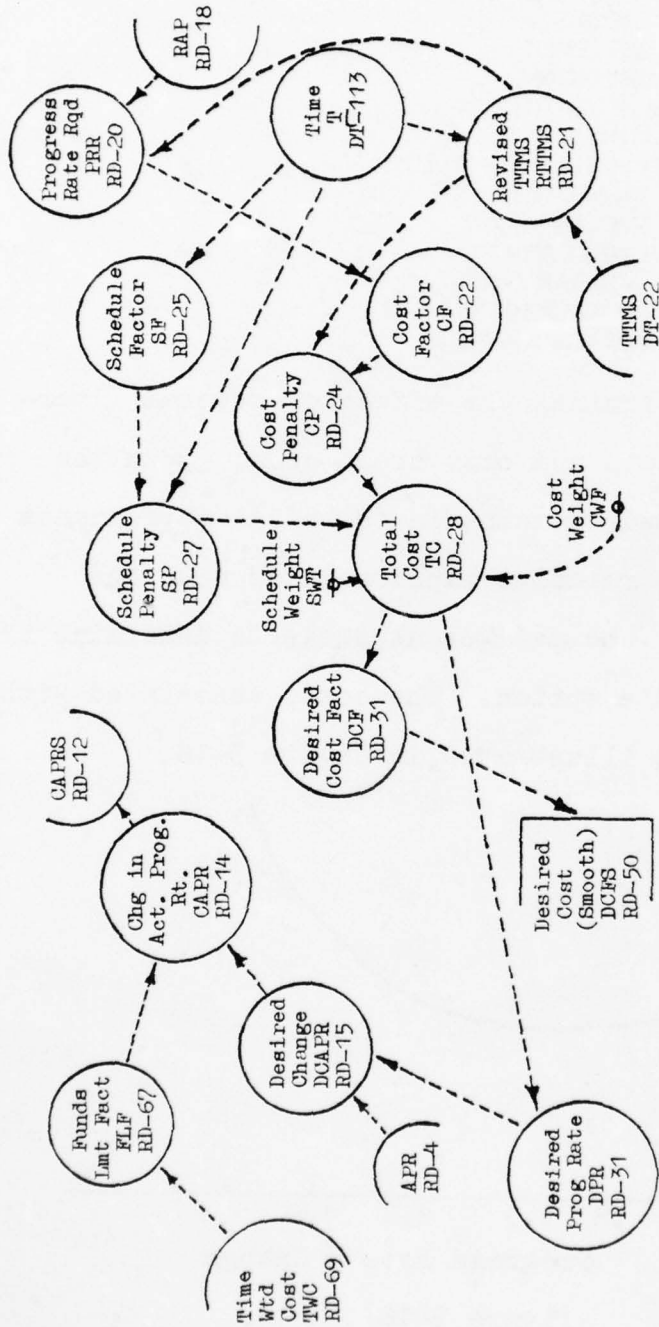 Progress
Rate Rqd
PRR
RD-20
RAP
RD-18
Schedule
Factor
SF
RD-25
Time
T
DT-113
Schedule
Penalty
SP
RD-27
Cost
Penalty
CP
RD-24
Cost
Factor
CF
RD-22
Revised
TTMS
RTTMS
RD-21
TTMS
DT-22
Schedule
Weight
SWT
Total
Cost
TC
RD-28
Cost
Weight
CWF
CAPRS
RD-12
Chg in
Act. Prog.
Rt.
CAPR
RD-14
Desired
Cost Fact
DCF
RD-31
Desired
Cost
(Smooth)
DCFS
RD-50
Funds
Lmt Fact
FLF
RD-67
Desired
Change
DCAPR
RD-15
APR
RD-4
Time
Wtd
Cost
TWC
RD-69
Desired
Prog Rate
DPR
RD-31